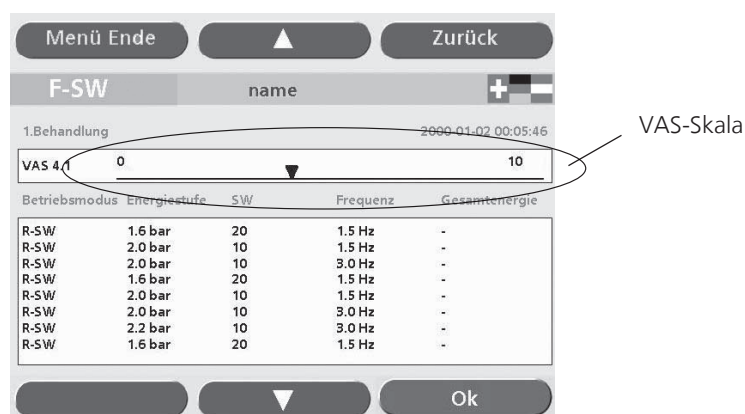 Menü Ende Zurück
F-SW name
1.Behandlung 2000-01-02 00:05:46
VAS-Skala
VAS 4.1 0 10
Betriebsmodus Energiestufe SW Frequenz Gesamtenergie
R-SW 1.6 bar 20 1.5 Hz -
R-SW 2.0 bar 10 1.5 Hz -
R-SW 2.0 bar 10 3.0 Hz -
R-SW 1.6 bar 20 1.5 Hz -
R-SW 2.0 bar 10 1.5 Hz -
R-SW 2.0 bar 10 3.0 Hz -
R-SW 2.2 bar 10 3.0 Hz -
R-SW 1.6 bar 20 1.5 Hz -
Ok